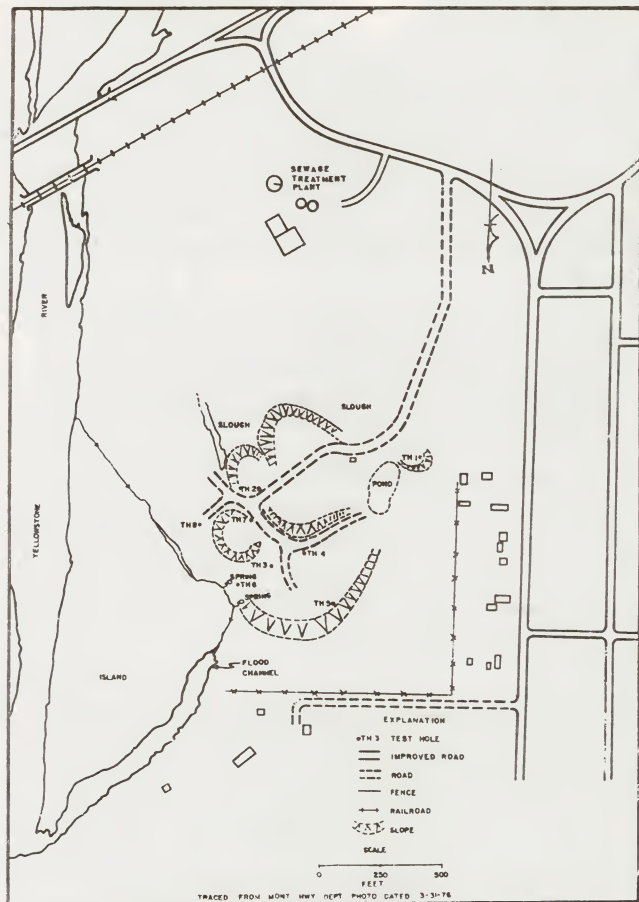 SEWAGE
TREATMENT
PLANT
N
RIVER
SLOUGH
SLOUGH
TH 1
TH 2
POND
TH 7
TH 4
TH 3
SPRING
TH 6
SPRING
TH 5
YELLOWSTONE
FLOOD
CHANNEL
ISLAND
EXPLANATION
TH 3 TEST HOLE
IMPROVED ROAD
ROAD
FENCE
RAILROAD
SLOPE
SCALE
0 250 500
FEET
TRACED FROM MONT HWY DEPT PHOTO DATED 3-31-76